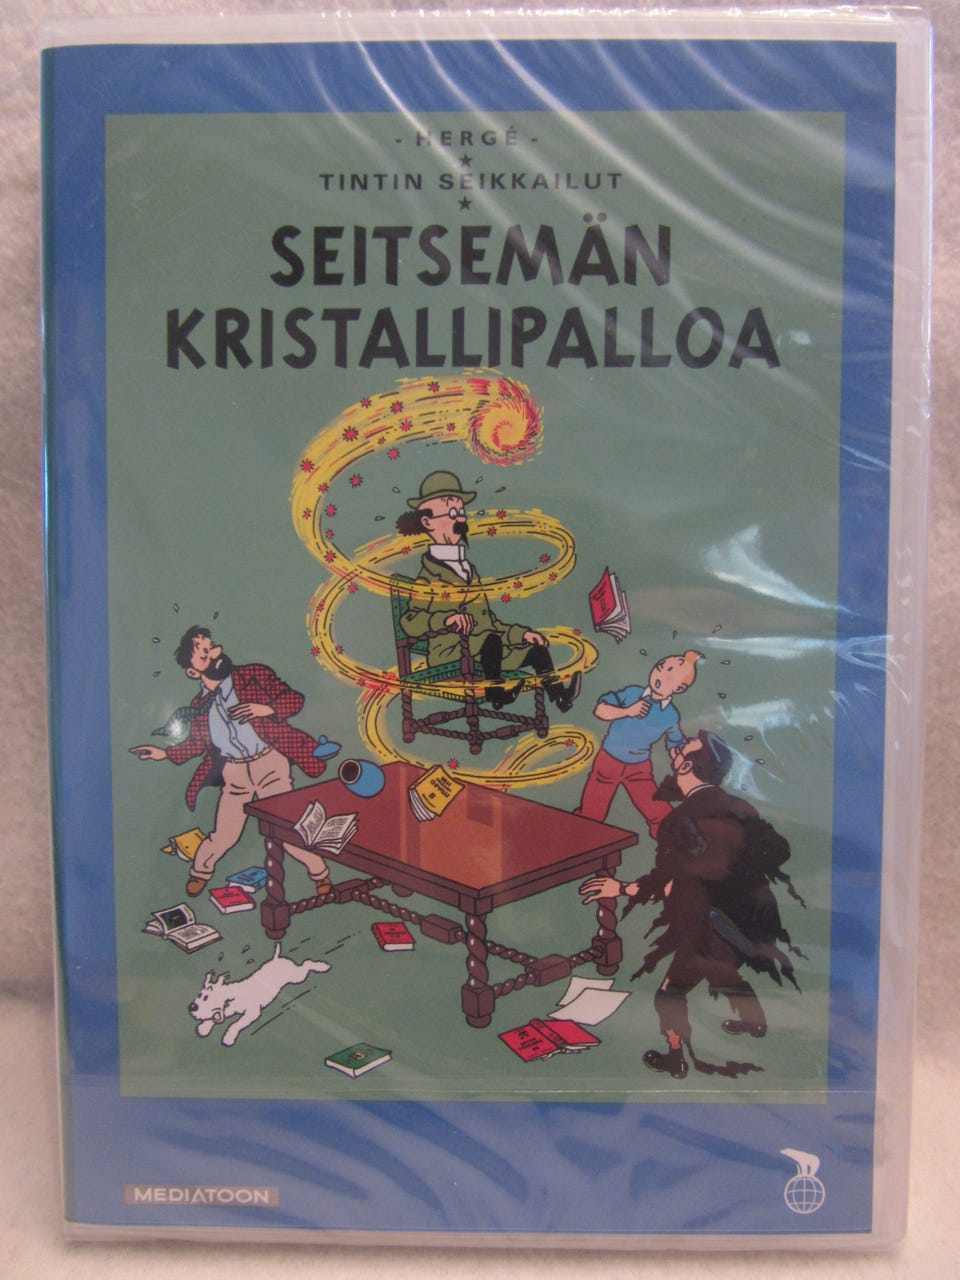 - HERGÉ -
TINTIN SEIKKAILUT
SEITSEMÄN
KRISTALLIPALLOA
MEDIATOON